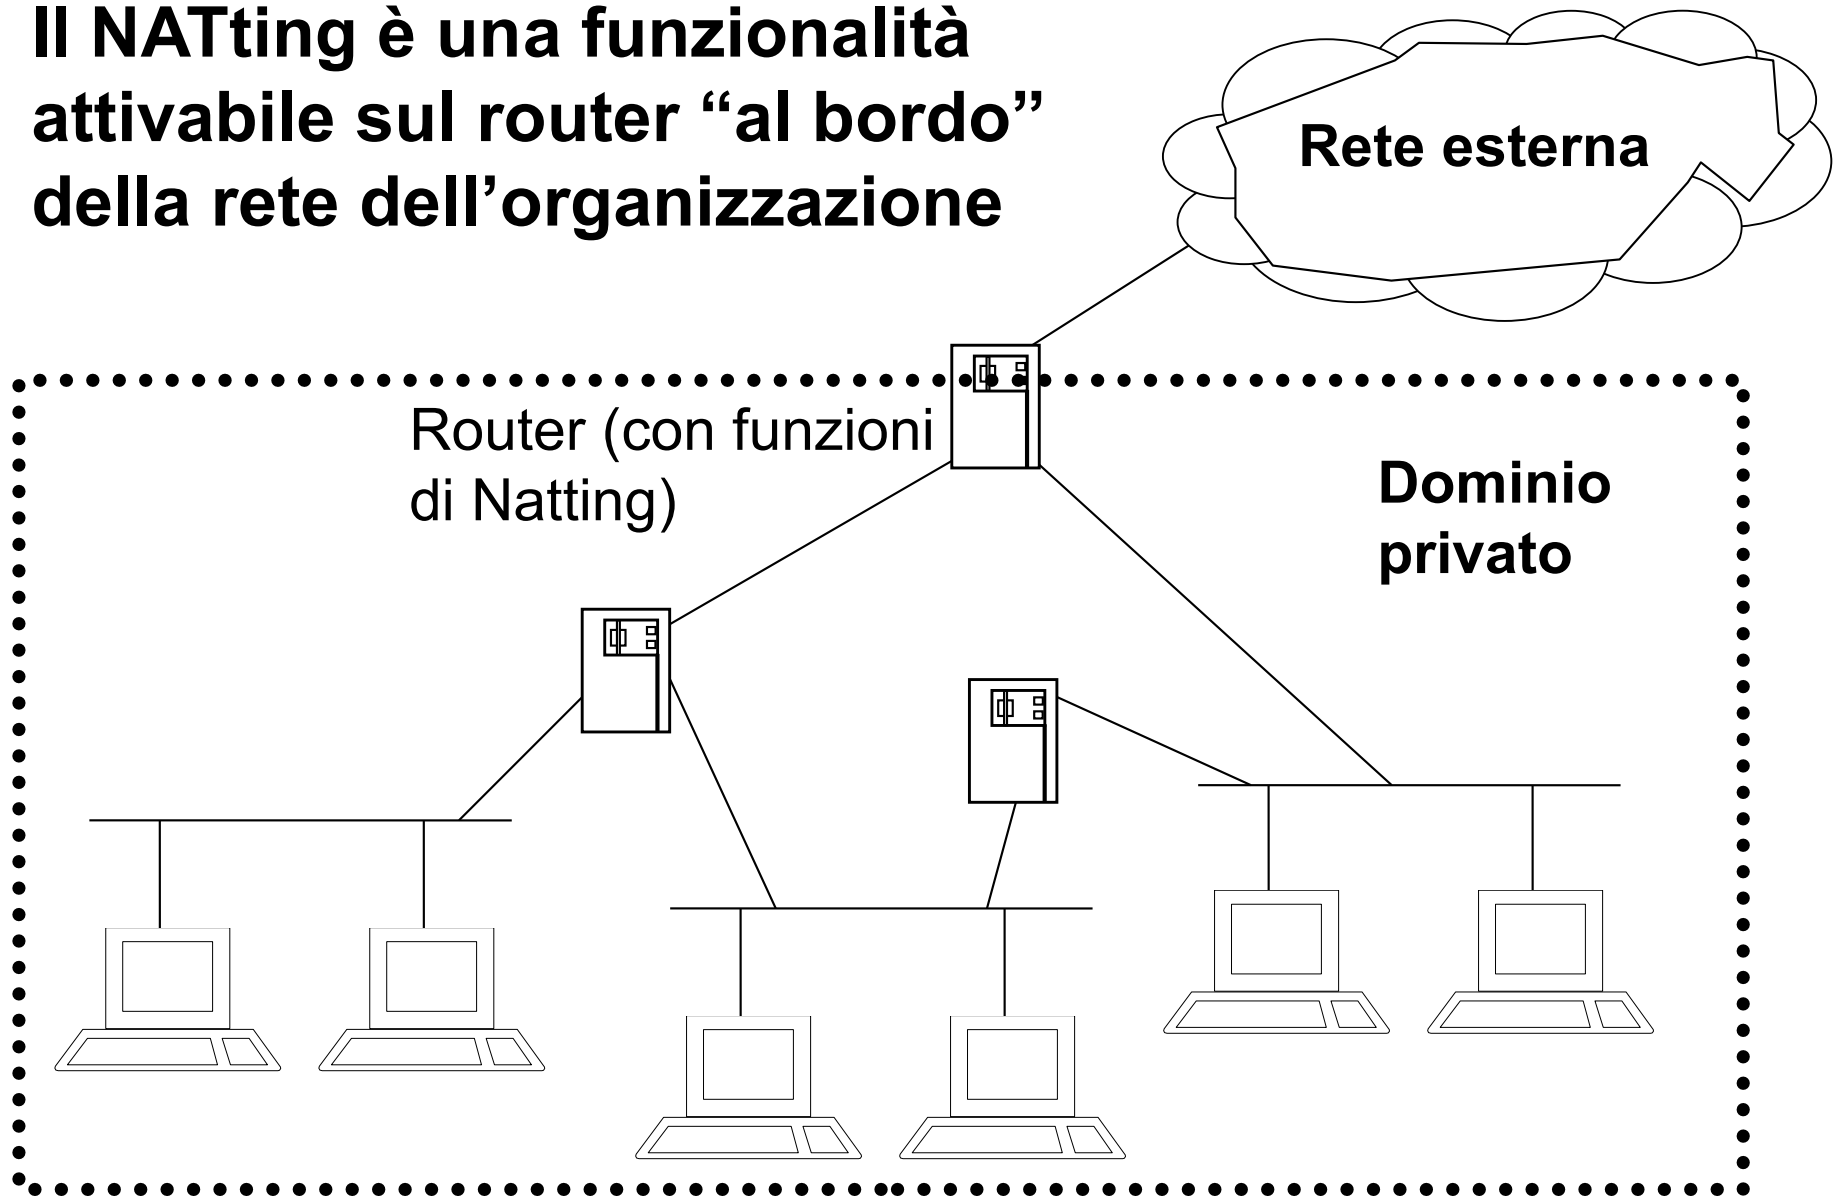 Il NATting è una funzionalità
attivabile sul router “al bordo”
della rete dell’organizzazione
Rete esterna
Router (con funzioni
di Natting)
Dominio
privato